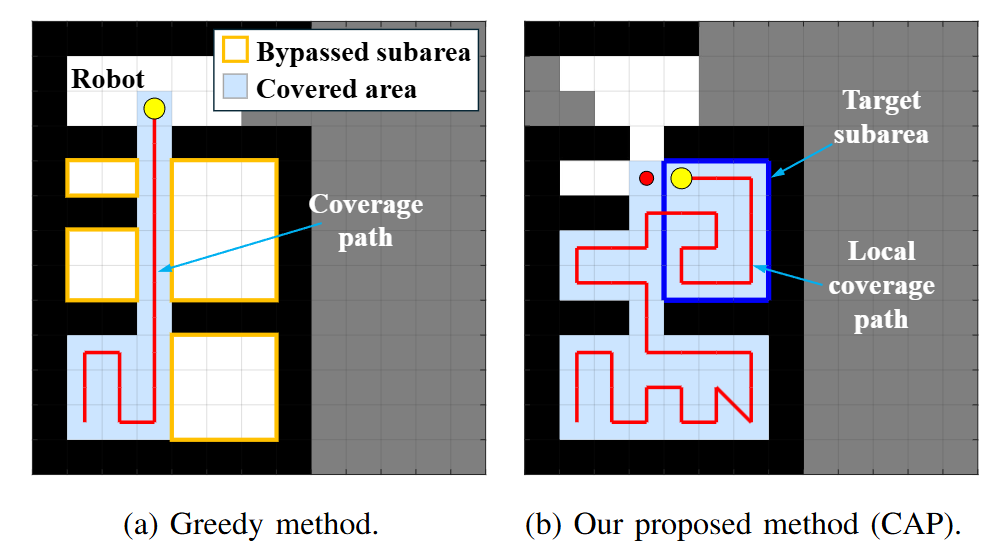 Robot
Bypassed subarea
Covered area
Coverage
path
Target
subarea
Local
coverage
path
(a) Greedy method.
(b) Our proposed method (CAP).